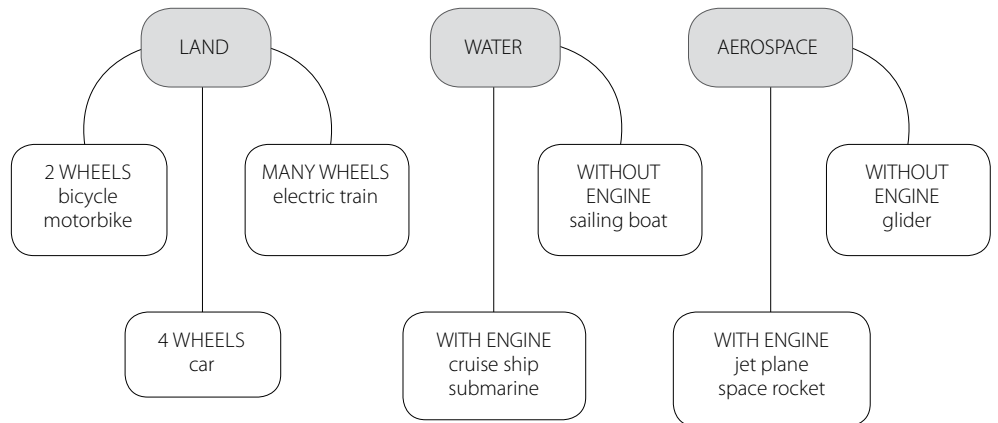 LAND
WATER
AEROSPACE
2 WHEELS
bicycle
motorbike
MANY WHEELS
electric train
WITHOUT
ENGINE
sailing boat
WITHOUT
ENGINE
glider
4 WHEELS
car
WITH ENGINE
cruise ship
submarine
WITH ENGINE
jet plane
space rocket